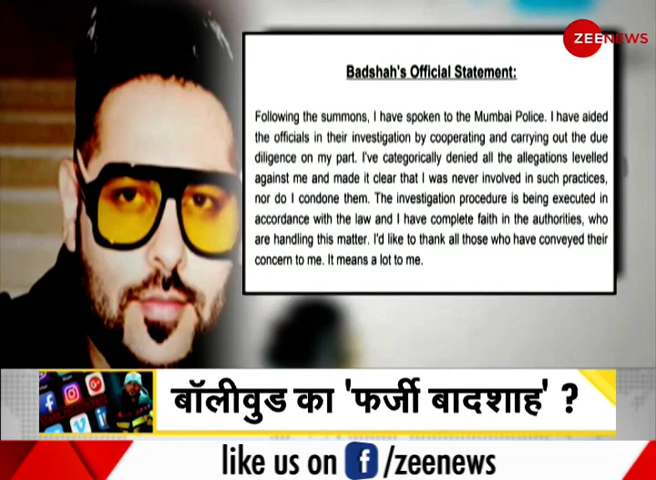 ZEENEWS
Badshah's Official Statement:
Following the summons, I have spoken to the Mumbai Police. I have aided
the officials in their investigation by cooperating and carrying out the due
diligence on my part. I've categorically denied all the allegations levelled
against me and made it clear that I was never involved in such practices,
nor do I condone them. The investigation procedure is being executed in
accordance with the law and I have complete faith in the authorities, who
are handling this matter. I'd like to thank all those who have conveyed their
concern to me. It means a lot to me.
बॉलीवुड का 'फर्जी बादशाह' ?
like us on f/zeenews